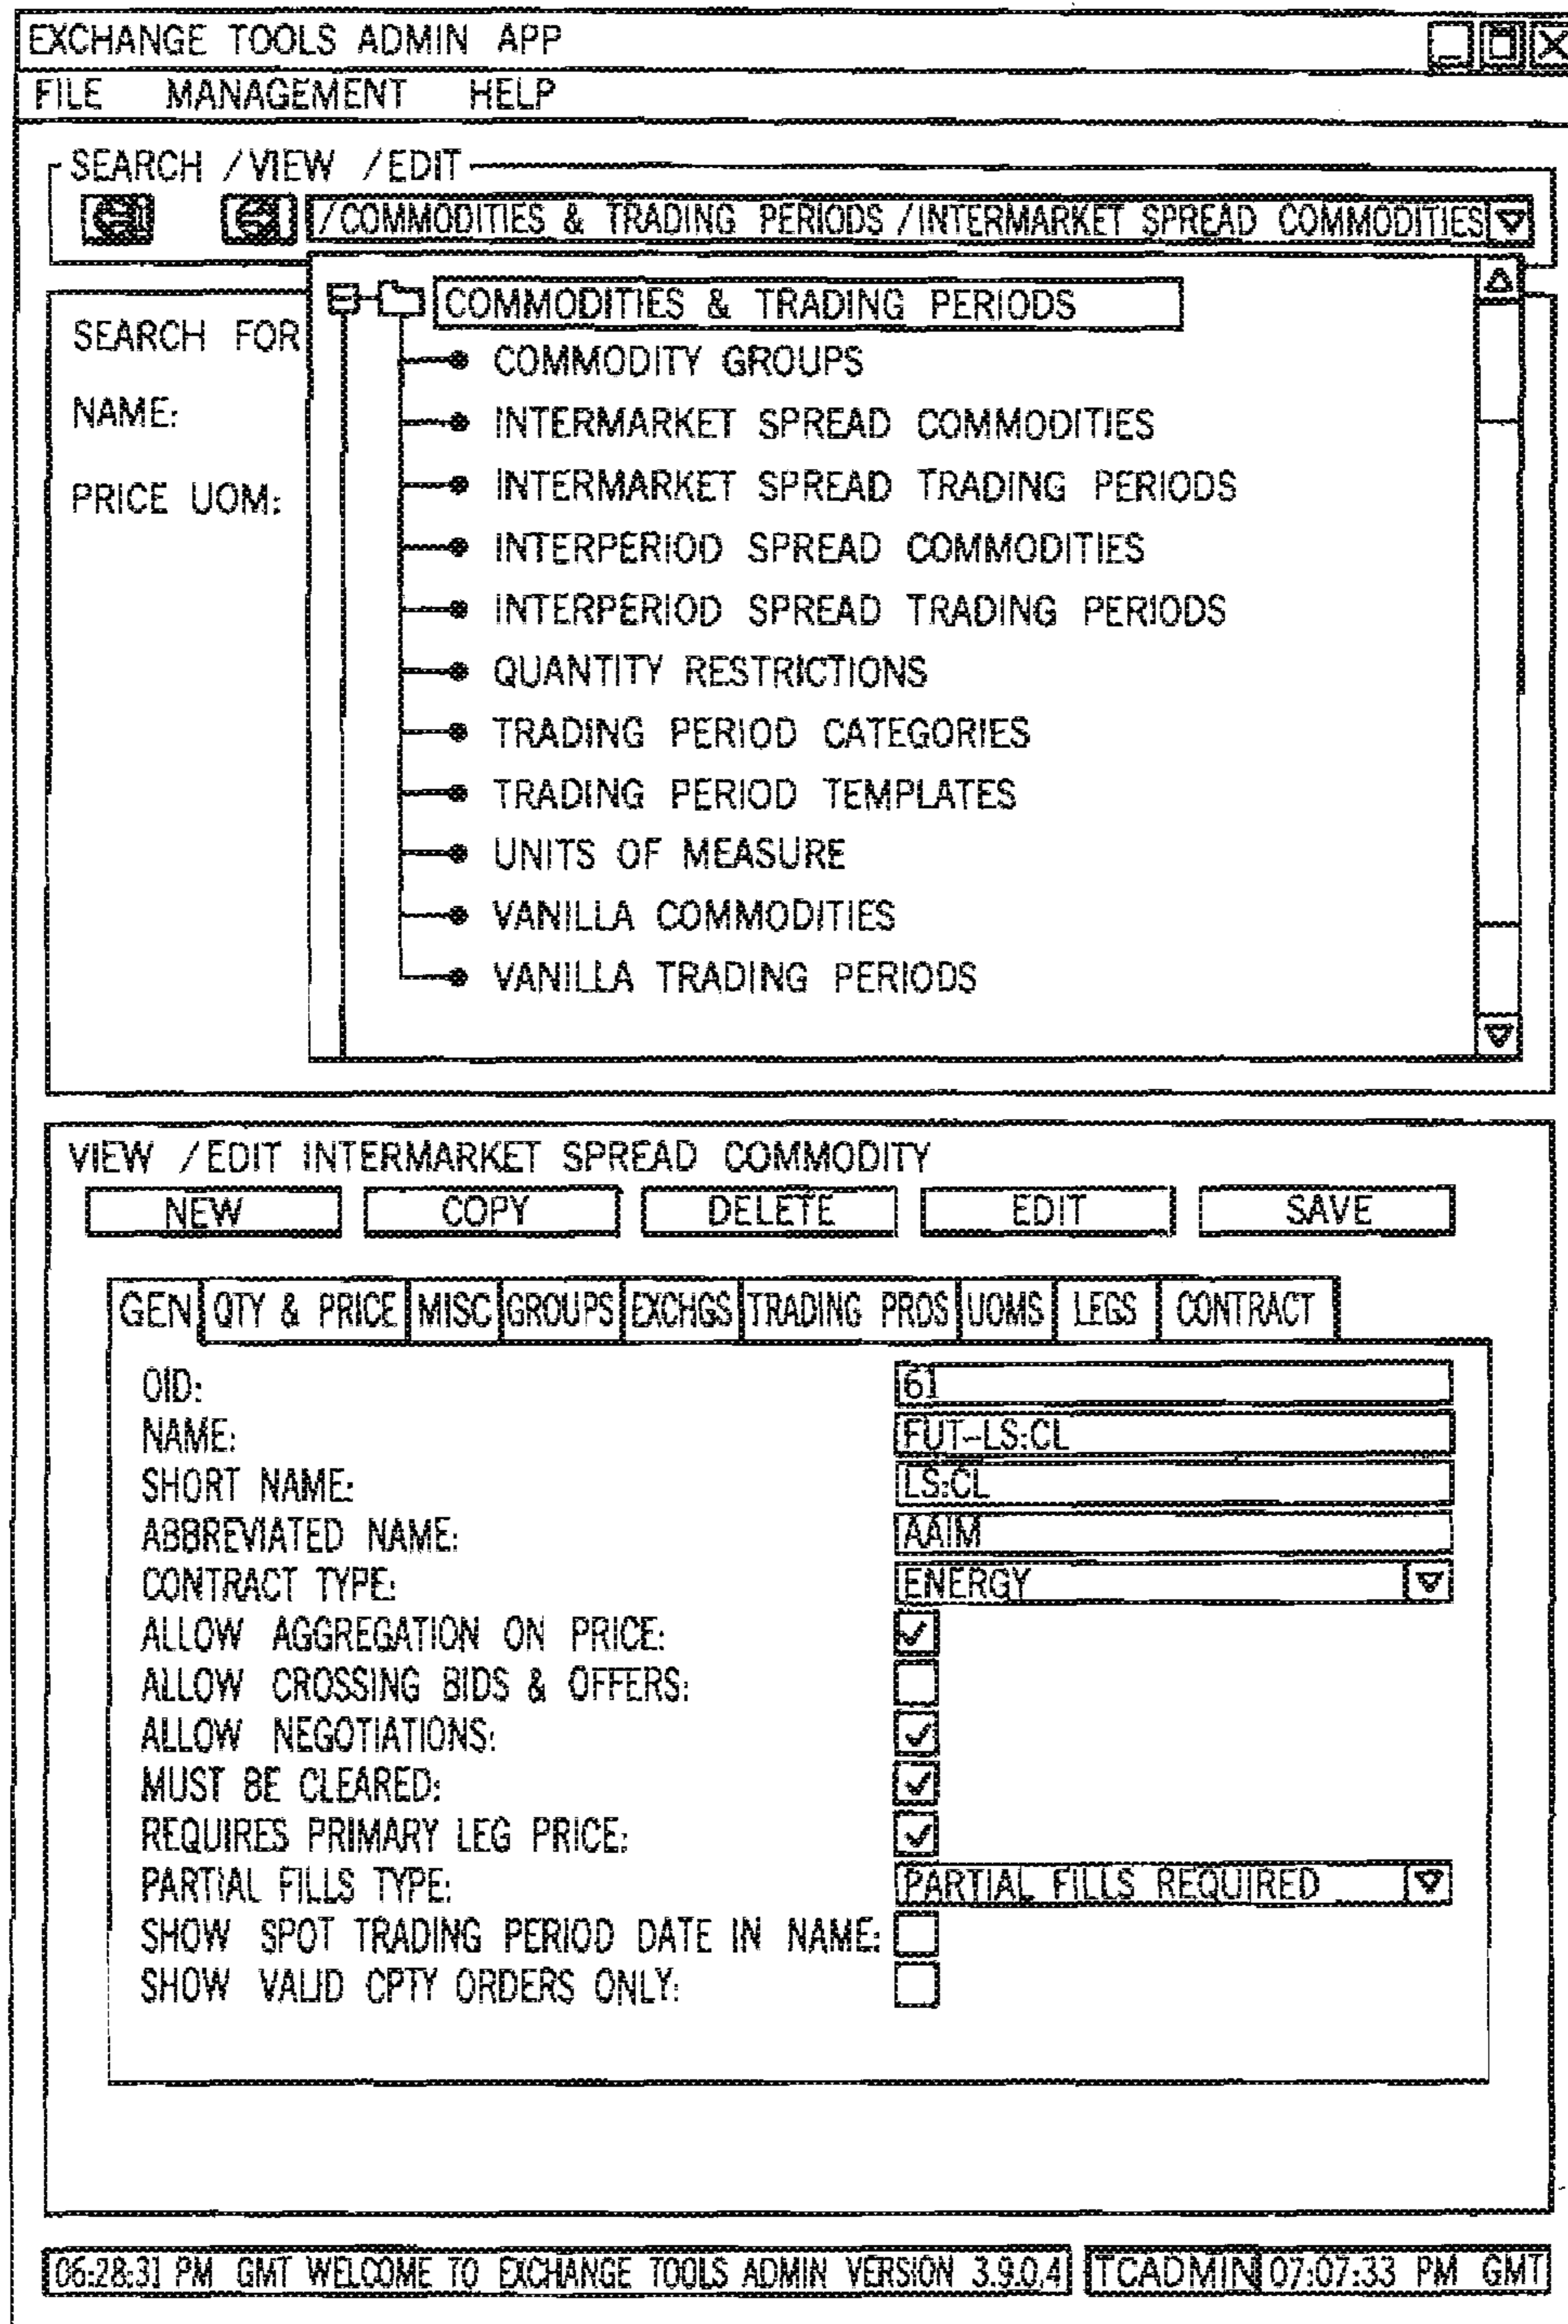 EXCHANGE TOOLS ADMIN APP
FILE MANAGEMENT HELP
SEARCH /VIEW /EDIT
/COMMODITIES & TRADING PERIODS /INTERMARKET SPREAD COMMODITIES
COMMODITIES & TRADING PERIODS
SEARCH FOR
COMMODITY GROUPS
NAME:
INTERMARKET SPREAD COMMODITIES
PRICE UOM:
INTERMARKET SPREAD TRADING PERIODS
INTERPERIOD SPREAD COMMODITIES
INTERPERIOD SPREAD TRADING PERIODS
QUANTITY RESTRICTIONS
TRADING PERIOD CATEGORIES
TRADING PERIOD TEMPLATES
UNITS OF MEASURE
VANILLA COMMODITIES
VANILLA TRADING PERIODS
VIEW /EDIT INTERMARKET SPREAD COMMODITY
NEW COPY DELETE EDIT SAVE
GEN QTY & PRICE MISC GROUPS EXCHGS TRADING PRDS UOMS LEGS CONTRACT
OID: 61
NAME: FUT-LS:CL
SHORT NAME: LS:CL
ABBREVIATED NAME: AAIM
CONTRACT TYPE: ENERGY
ALLOW AGGREGATION ON PRICE:
ALLOW CROSSING BIDS & OFFERS:
ALLOW NEGOTIATIONS:
MUST BE CLEARED:
REQUIRES PRIMARY LEG PRICE:
PARTIAL FILLS TYPE: PARTIAL FILLS REQUIRED
SHOW SPOT TRADING PERIOD DATE IN NAME:
SHOW VALID CPTY ORDERS ONLY:
06:28:31 PM GMT WELCOME TO EXCHANGE TOOLS ADMIN VERSION 3.9.0.4 TCADMIN 07:07:33 PM GMT